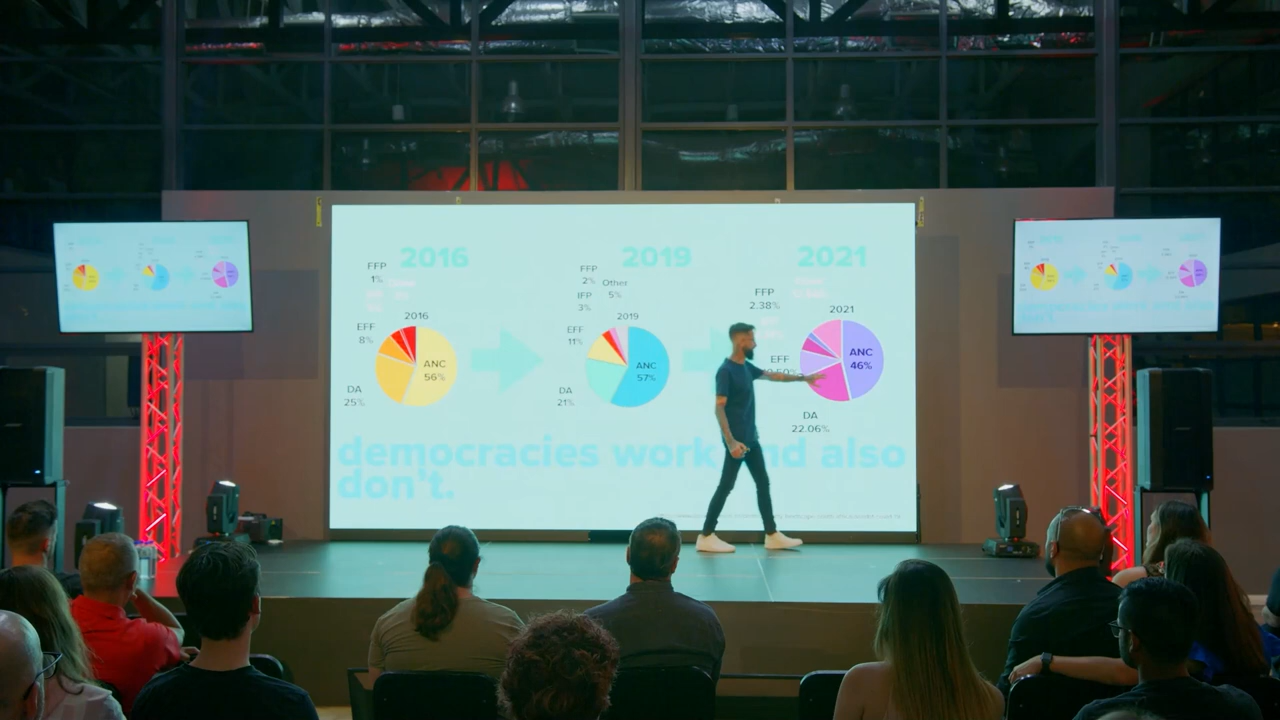 2016
2019
2021
FFP
1%
2016
EFF
8%
ANC
56%
DA
25%
FFP
2%
Other
5%
IFP
3%
2019
EFF
11%
ANC
57%
DA
21%
FFP
2.38%
2021
EFF
ANC
46%
DA
22.06%
democracies work and also
don't.